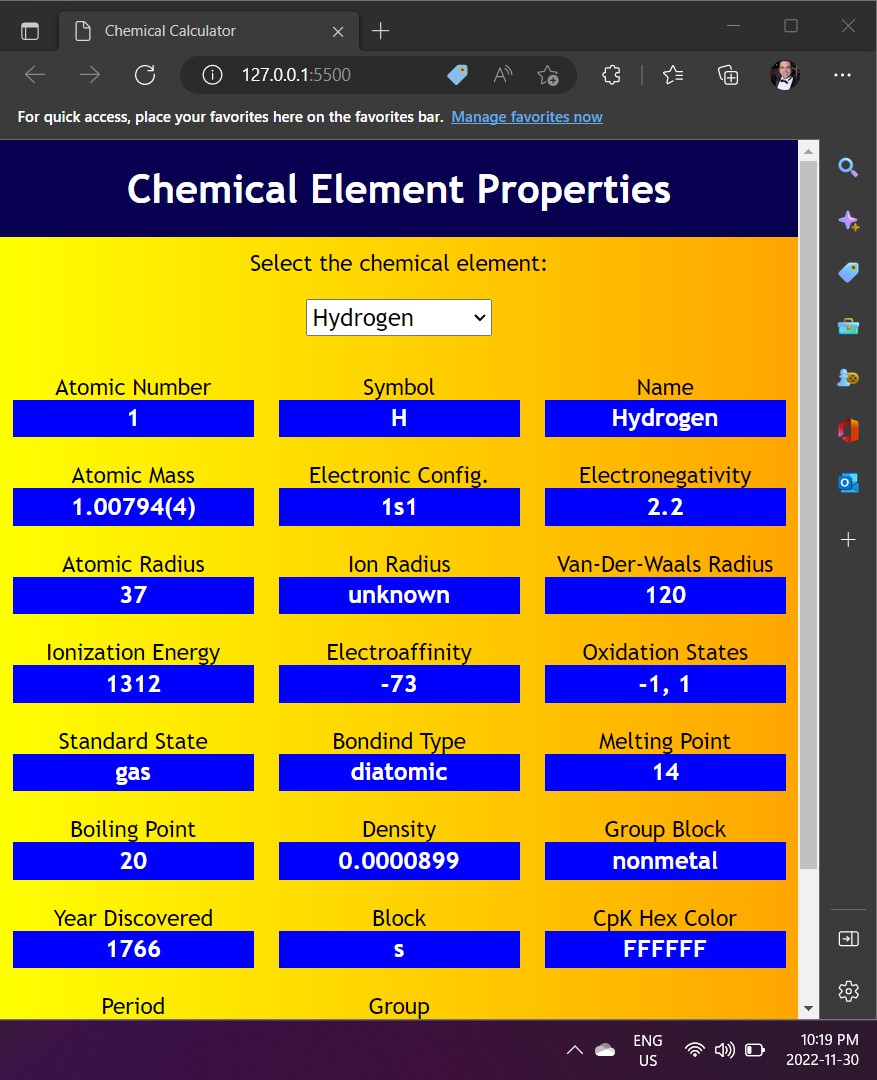 Chemical Calculator
127.0.0.1:5500
For quick access, place your favorites here on the favorites bar. Manage favorites now
Chemical Element Properties
Select the chemical element:
Hydrogen
Atomic Number Symbol Name
1 H Hydrogen
Atomic Mass Electronic Config. Electronegativity
1.00794(4) 1s1 2.2
Atomic Radius Ion Radius Van-Der-Waals Radius
37 unknown 120
Ionization Energy Electroaffinity Oxidation States
1312 -73 -1, 1
Standard State Bondind Type Melting Point
gas diatomic 14
Boiling Point Density Group Block
20 0.0000899 nonmetal
Year Discovered Block CpK Hex Color
1766 s FFFFFF
Period Group
ENG
US
10:19 PM
2022-11-30